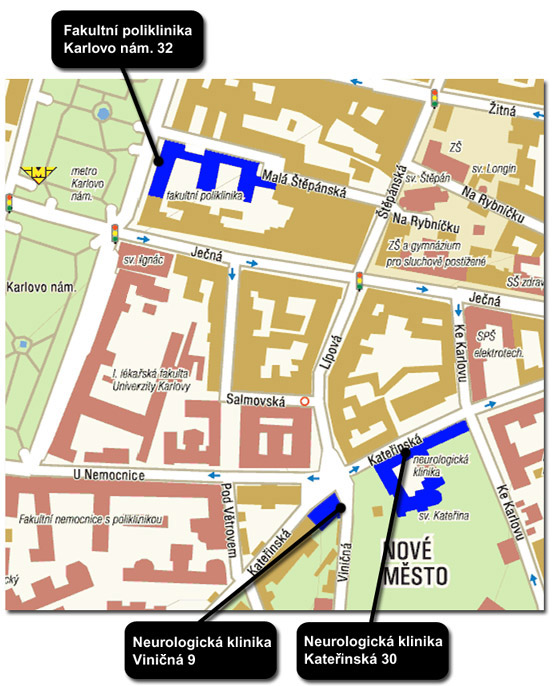 Fakultní poliklinika
Karlovo nám. 32
Žitná
ZŠ
sv. Longin
sv. Štěpán
M
metro
Karlovo
nám.
Malá Štěpánská
Štěpánská
Na Rybníčku
fakultní poliklinika
Na Rybníčku
ZŠ a gymnázium
pro sluchově postižené
Ječná
sv. Ignác
SŠ zdrav
Karlovo nám.
Ječná
Ke Karlovu
SPŠ
elektrotech.
Lípová
I. lékařská fakulta
Univerzity Karlovy
Salmovská
Kateřinská
neurologická
klinika
U Nemocnice
Ke Karlovu
Pod Větrovem
sv. Kateřina
Fakultní nemocnice s poliklinikou
Kateřinská
Viničná
NOVÉ
MĚSTO
cký
Neurologická klinika
Viničná 9
Neurologická klinika
Kateřinská 30